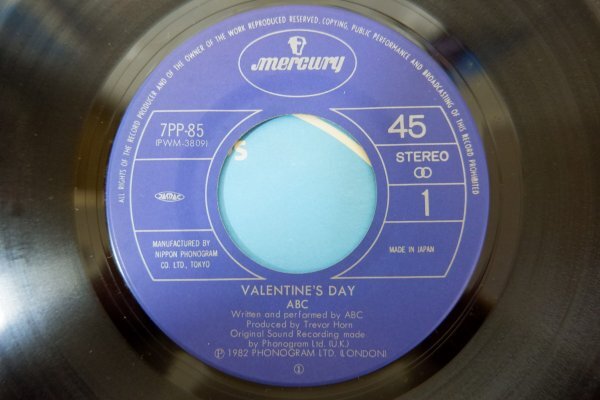 ALL RIGHTS OF THE RECORD PRODUCER AND OF THE OWNER OF THE WORK REPRODUCED RESERVED. COPYING, PUBLIC PERFORMANCE AND BROADCASTING OF THIS RECORD PROHIBITED
mercury
7PP-85
(PWM-3809)
S
45
STEREO
1
JASRAC
MANUFACTURED BY
NIPPON PHONOGRAM
CO. LTD., TOKYO
MADE IN JAPAN
VALENTINE'S DAY
ABC
Written and performed by ABC
Produced by Trevor Horn
Original Sound Recording made
by Phonogram Ltd. (U.K.)
Ⓟ 1982 PHONOGRAM LTD. (LONDON)
①